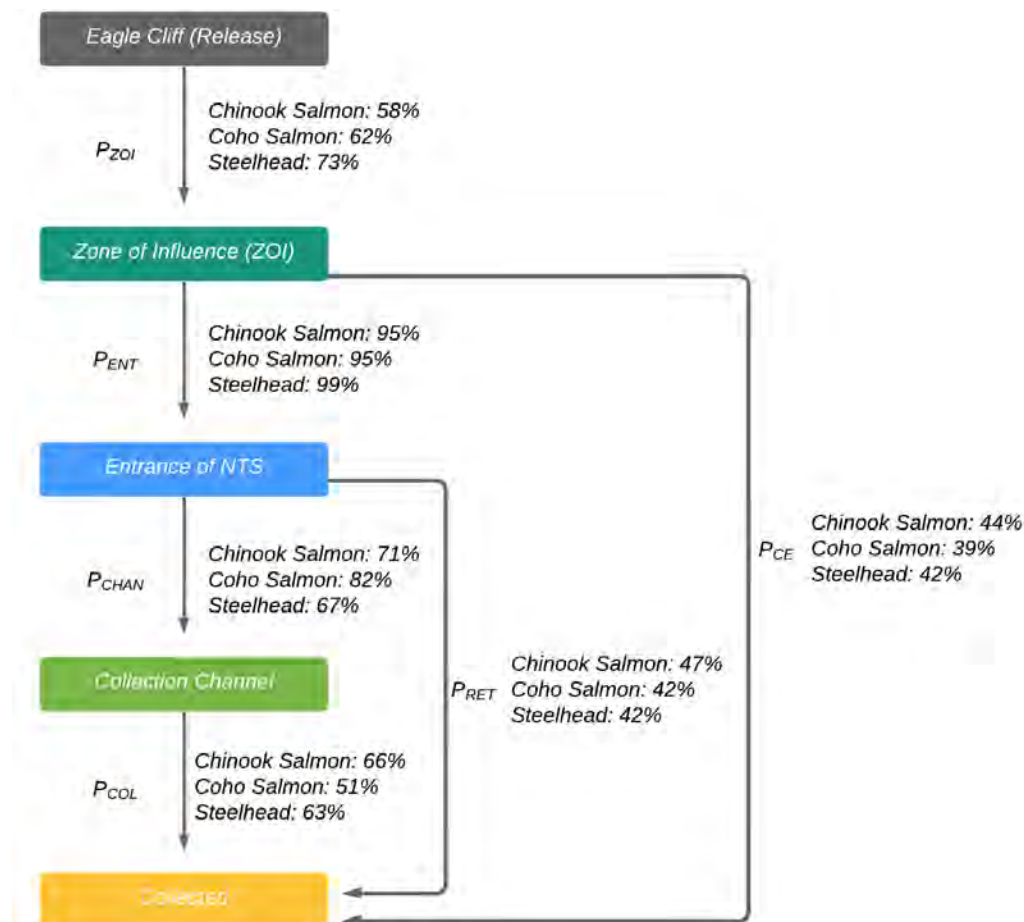 Eagle Cliff (Release)
Chinook Salmon: 58%
Coho Salmon: 62%
Steelhead: 73%
PZOI
Zone of Influence (ZOI)
Chinook Salmon: 95%
Coho Salmon: 95%
Steelhead: 99%
PENT
Entrance of NTS
Chinook Salmon: 71%
Coho Salmon: 82%
Steelhead: 67%
PCHAN
Chinook Salmon: 44%
Coho Salmon: 39%
Steelhead: 42%
PCE
Collection Channel
Chinook Salmon: 47%
Coho Salmon: 42%
Steelhead: 42%
PRET
Chinook Salmon: 66%
Coho Salmon: 51%
Steelhead: 63%
PCOL
Collected